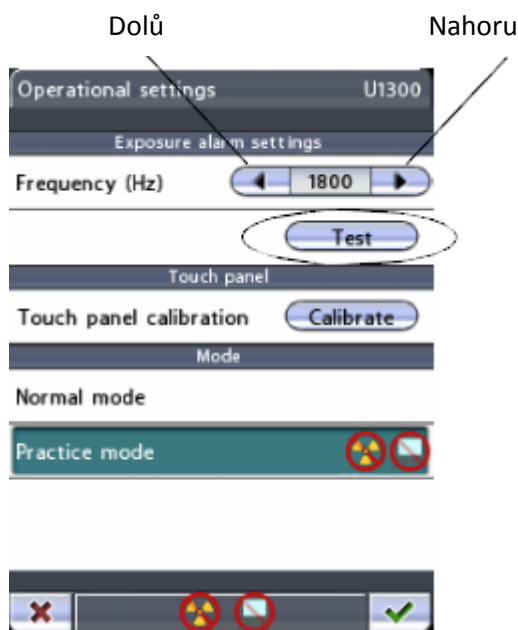 Dolů Nahoru
Operational settings U1300
Exposure alarm settings
Frequency (Hz) 1800
Test
Touch panel
Touch panel calibration Calibrate
Mode
Normal mode
Practice mode